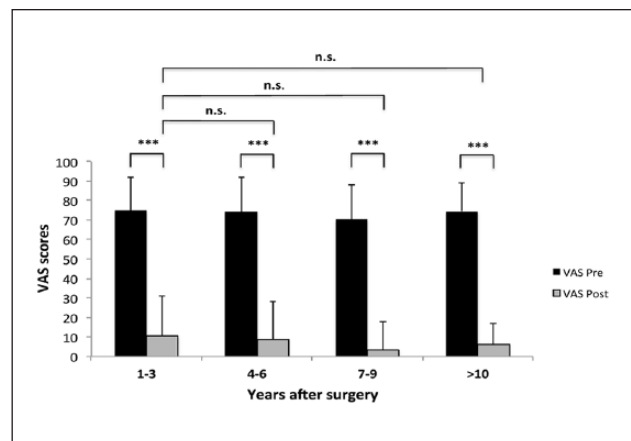 n.s.
n.s.
n.s.
*** *** *** ***
100
90
80
70
60
50
40
30
20
10
0
VAS scores
1-3 4-6 7-9 >10
Years after surgery
VAS Pre
VAS Post